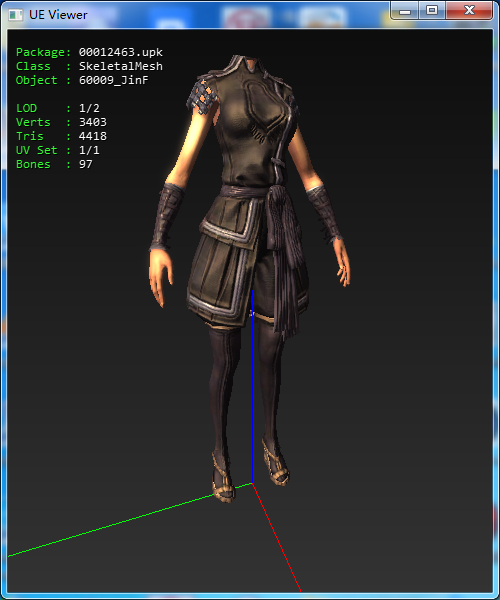 UE Viewer
Package: 00012463.upk
Class : SkeletalMesh
Object : 60009_JinF
LOD : 1/2
Verts : 3403
Tris : 4418
UV Set : 1/1
Bones : 97